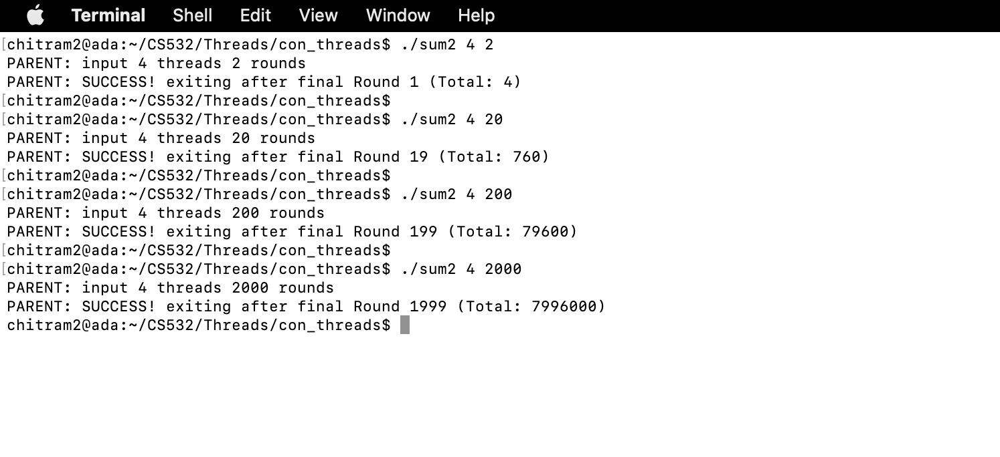 Terminal Shell Edit View Window Help
[chitram2@ada:~/CS532/Threads/con_threads$ ./sum2 4 2
PARENT: input 4 threads 2 rounds
PARENT: SUCCESS! exiting after final Round 1 (Total: 4)
[chitram2@ada:~/CS532/Threads/con_threads$
[chitram2@ada:~/CS532/Threads/con_threads$ ./sum2 4 20
PARENT: input 4 threads 20 rounds
PARENT: SUCCESS! exiting after final Round 19 (Total: 760)
[chitram2@ada:~/CS532/Threads/con_threads$
[chitram2@ada:~/CS532/Threads/con_threads$ ./sum2 4 200
PARENT: input 4 threads 200 rounds
PARENT: SUCCESS! exiting after final Round 199 (Total: 79600)
[chitram2@ada:~/CS532/Threads/con_threads$
[chitram2@ada:~/CS532/Threads/con_threads$ ./sum2 4 2000
PARENT: input 4 threads 2000 rounds
PARENT: SUCCESS! exiting after final Round 1999 (Total: 7996000)
chitram2@ada:~/CS532/Threads/con_threads$